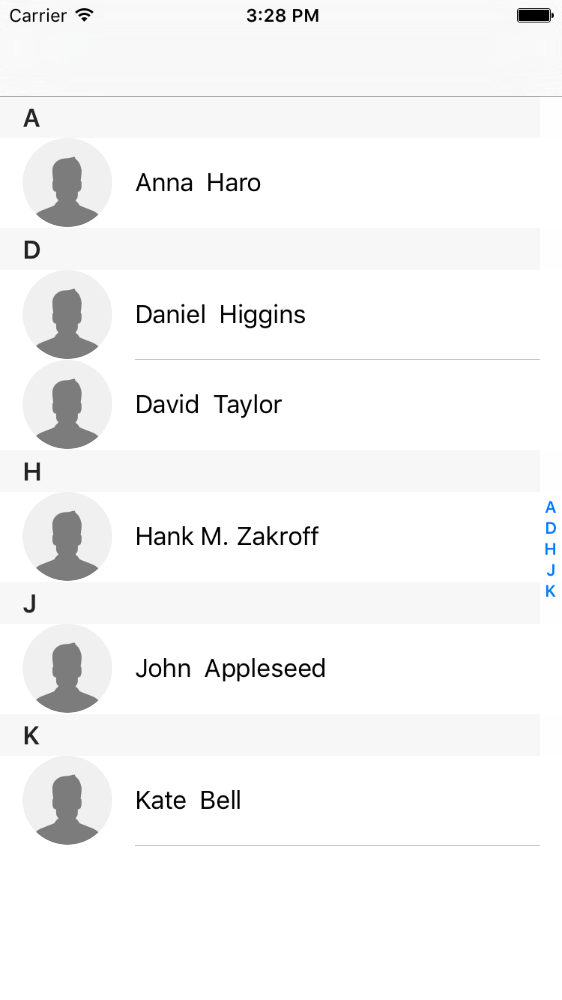 Carrier 3:28 PM
A
Anna  Haro
D
Daniel  Higgins
David  Taylor
H
Hank M. Zakroff
J
John  Appleseed
K
Kate  Bell
A
D
H
J
K